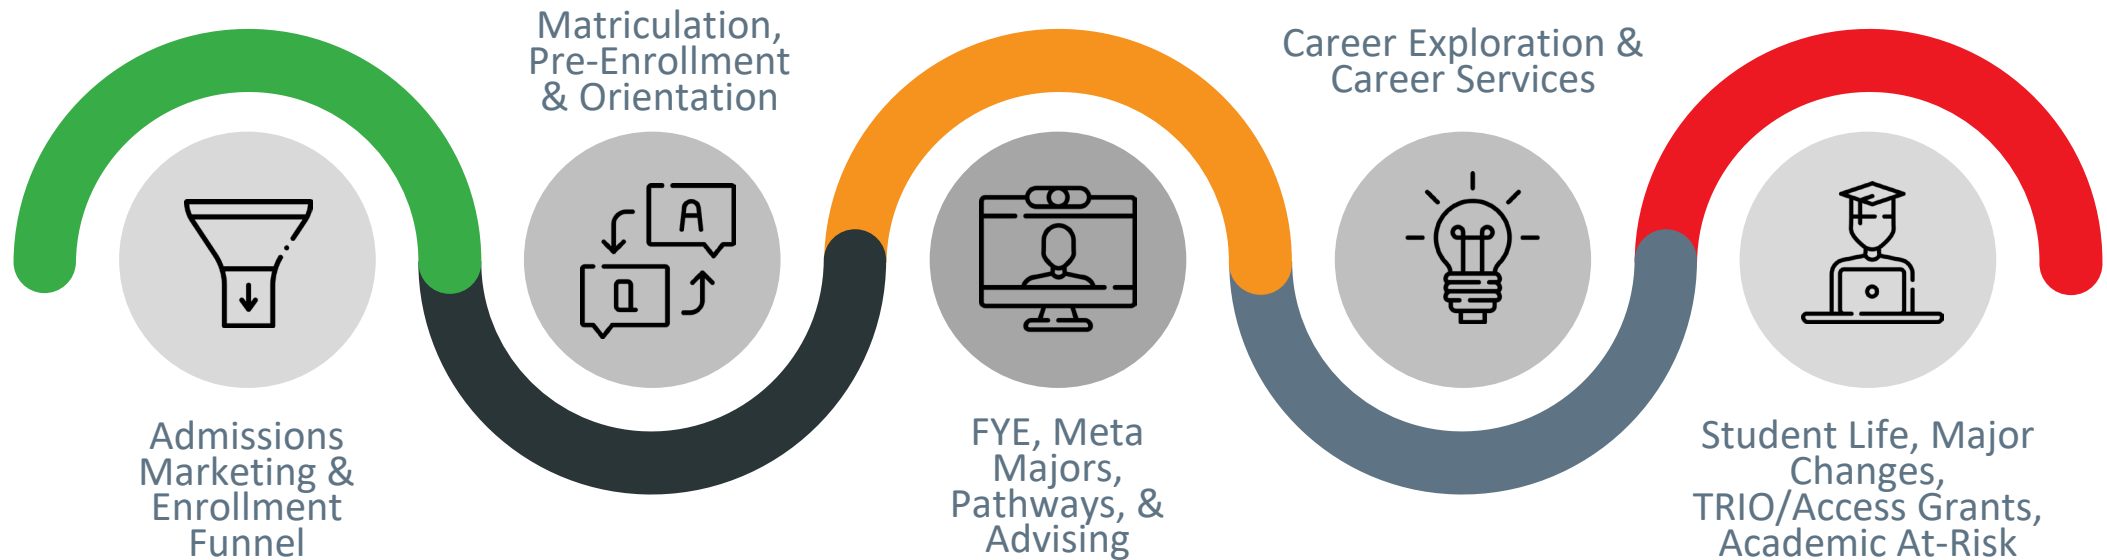 Admissions
Marketing &
Enrollment
Funnel
Matriculation,
Pre-Enrollment
& Orientation
A
Q
FYE, Meta
Majors,
Pathways, &
Advising
Career Exploration &
Career Services
Student Life, Major
Changes,
TRIO/Access Grants,
Academic At-Risk